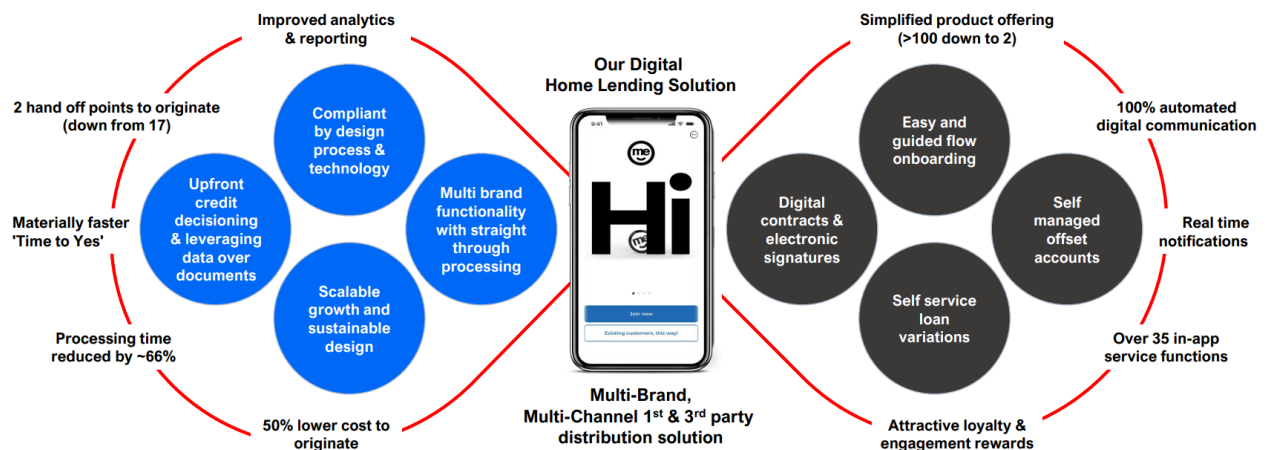 Improved analytics
& reporting
2 hand off points to originate
(down from 17)
Materially faster
'Time to Yes'
Processing time
reduced by ~66%
50% lower cost to
originate
Compliant
by design
process &
technology
Upfront
credit
decisioning
& leveraging
data over
documents
Multi brand
functionality
with straight
through
processing
Scalable
growth and
sustainable
design
Our Digital
Home Lending Solution
9:41
me
Hi
me
Join now
Existing customers, this way!
Multi-Brand,
Multi-Channel 1st & 3rd party
distribution solution
Simplified product offering
(>100 down to 2)
100% automated
digital communication
Real time
notifications
Over 35 in-app
service functions
Attractive loyalty &
engagement rewards
Easy and
guided flow
onboarding
Digital
contracts &
electronic
signatures
Self
managed
offset
accounts
Self service
loan
variations